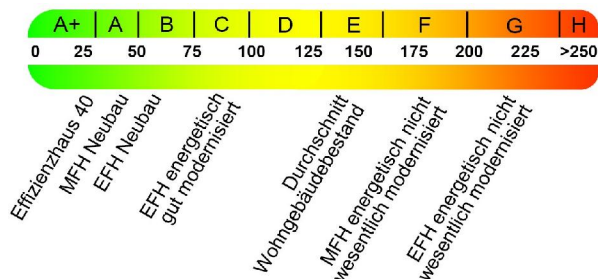 A+ A B C D E F G H
0 25 50 75 100 125 150 175 200 225 >250
Effizienzhaus 40
MFH Neubau
EFH Neubau
EFH energetisch
gut modernisiert
Durchschnitt
Wohngebäudebestand
MFH energetisch nicht
wesentlich modernisiert
EFH energetisch nicht
wesentlich modernisiert